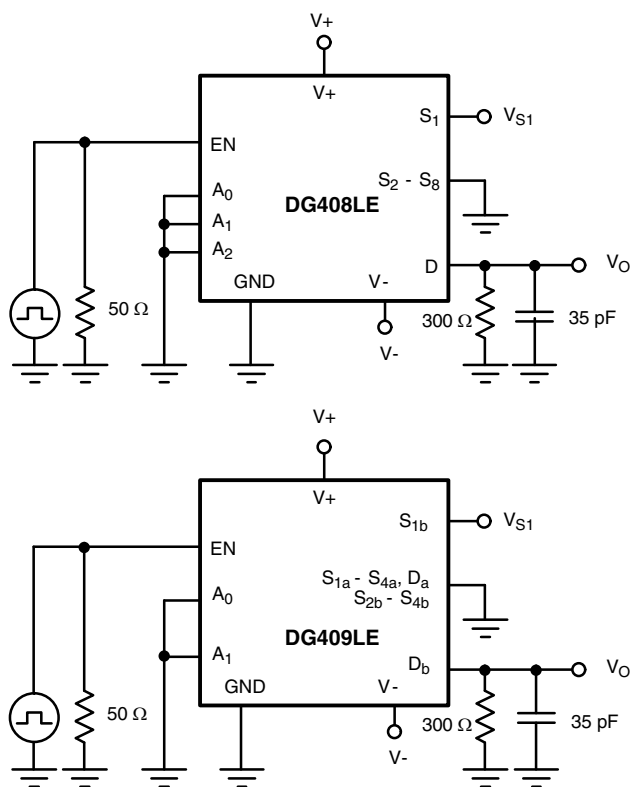 V+
V+
S1
VS1
EN
A0
S2 - S8
DG408LE
A1
A2
D
VO
GND
V-
50 Ω
300 Ω
35 pF
V-
V+
V+
S1b
VS1
EN
S1a - S4a, Da
A0
S2b - S4b
DG409LE
A1
Db
VO
GND
V-
50 Ω
300 Ω
35 pF
V-